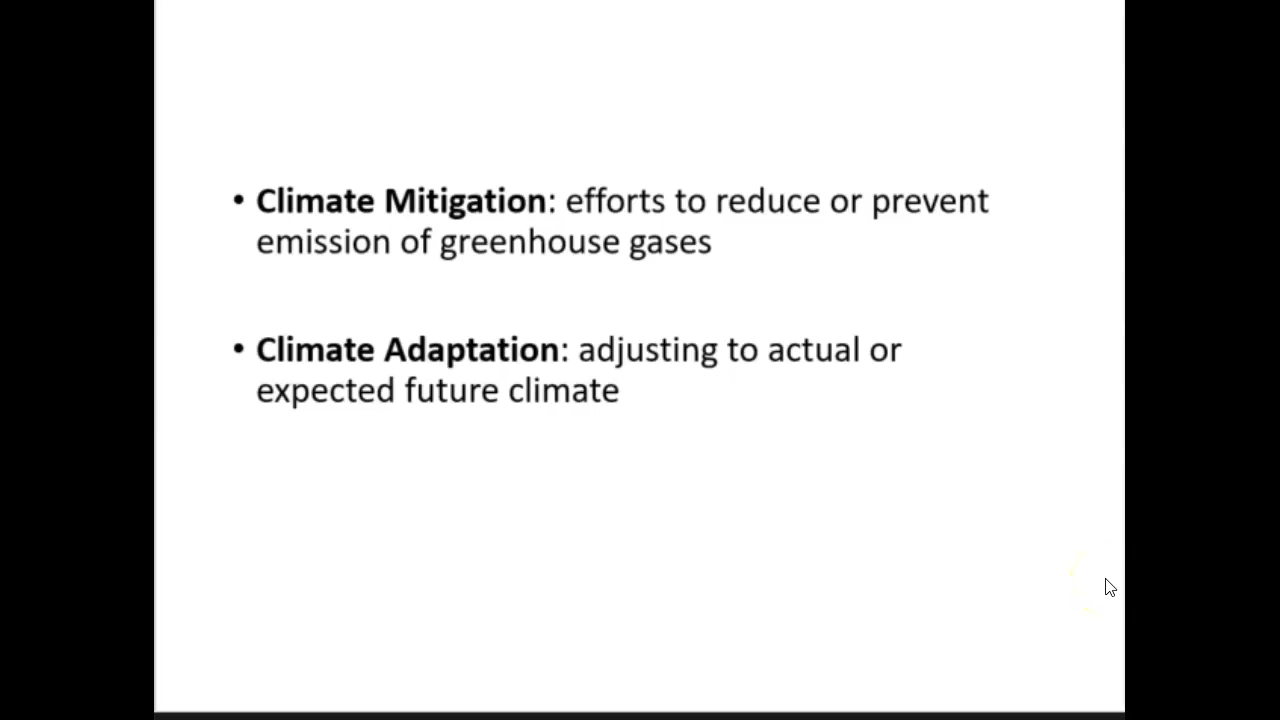 • Climate Mitigation: efforts to reduce or prevent
emission of greenhouse gases
• Climate Adaptation: adjusting to actual or
expected future climate